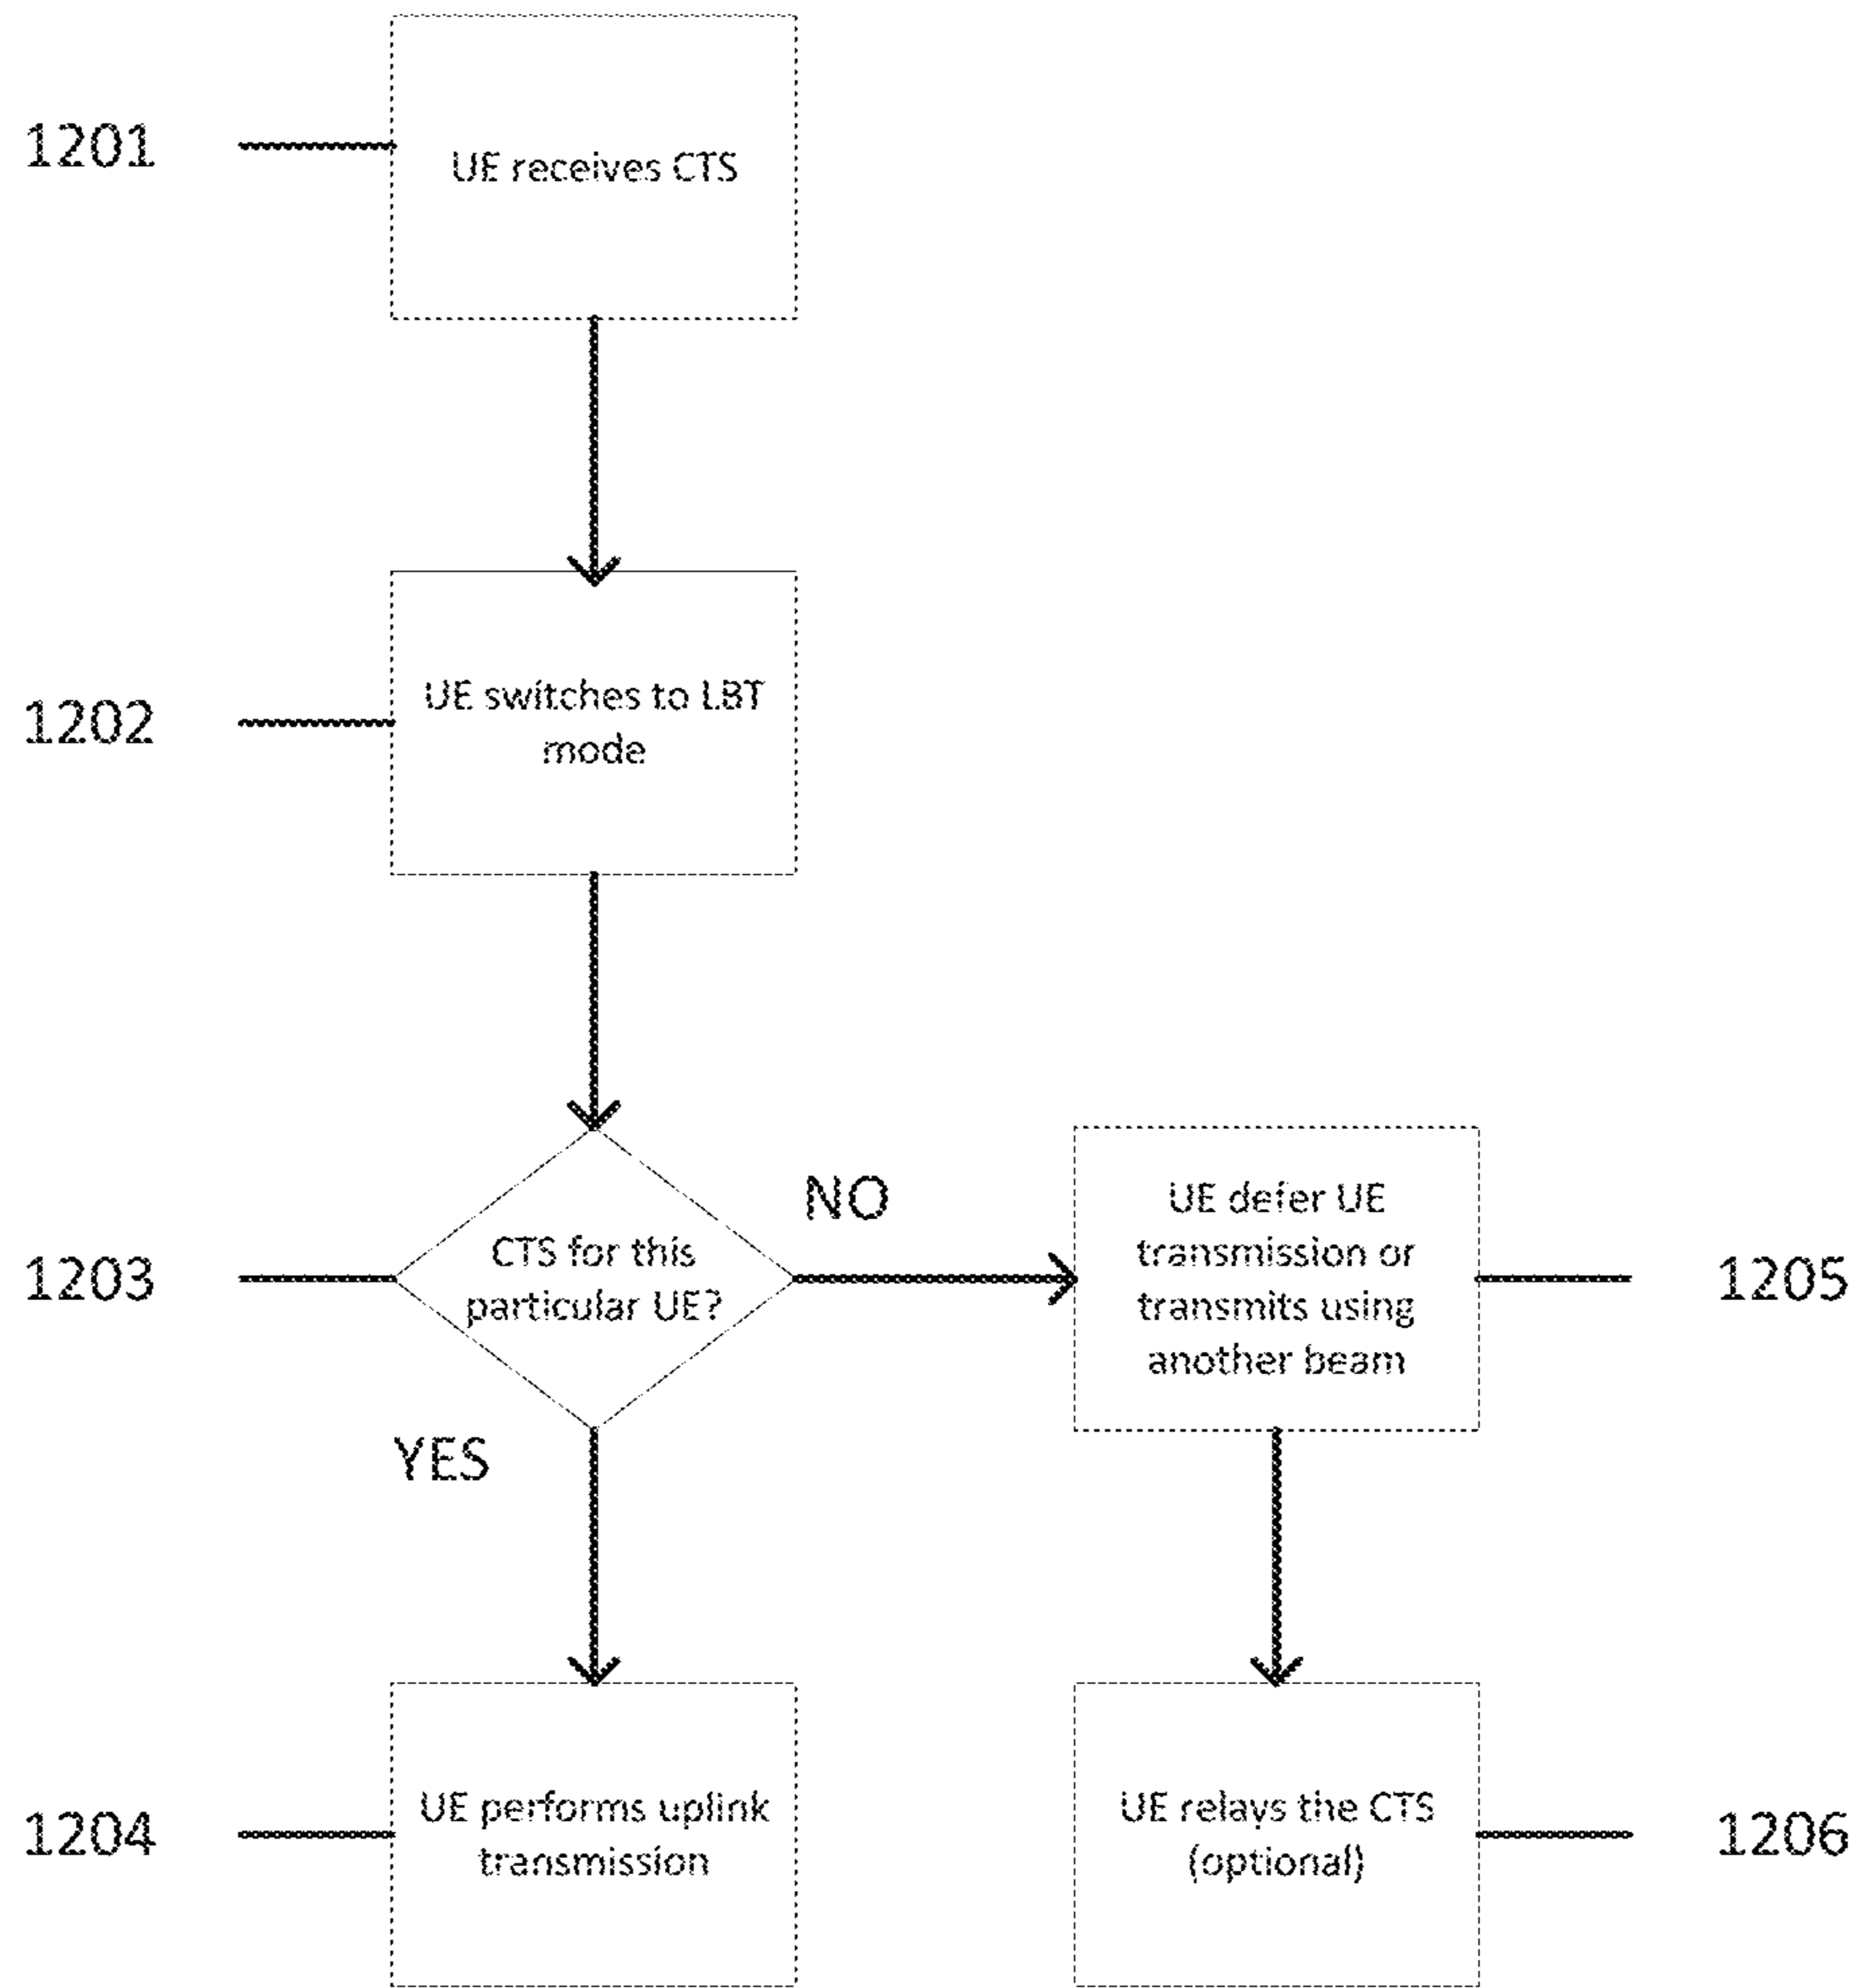 1201
UE receives CTS
1202
UE switches to LBT
mode
1203
CTS for this
particular UE?
NO
YES
UE defer UE
transmission or
transmits using
another beam
1205
1204
UE performs uplink
transmission
UE relays the CTS
(optional)
1206